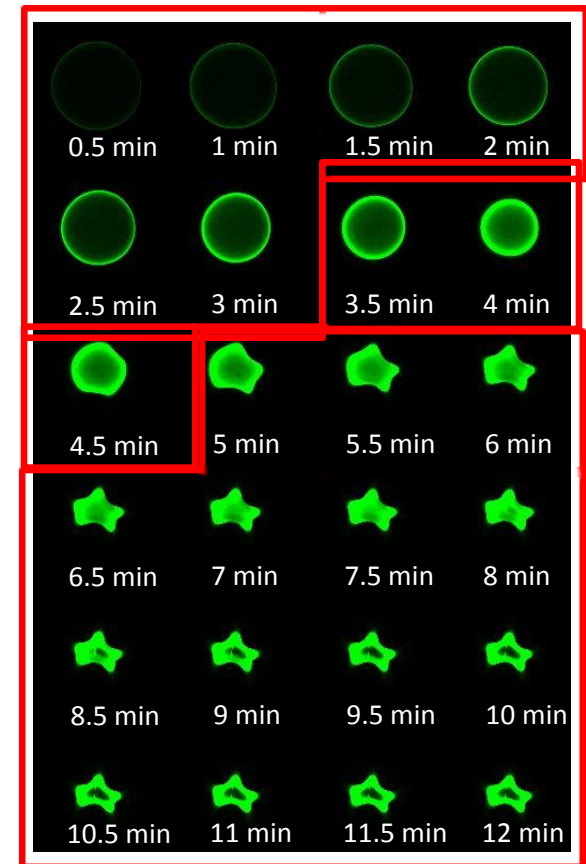 0.5 min 1 min 1.5 min 2 min
2.5 min 3 min 3.5 min 4 min
4.5 min 5 min 5.5 min 6 min
6.5 min 7 min 7.5 min 8 min
8.5 min 9 min 9.5 min 10 min
10.5 min 11 min 11.5 min 12 min